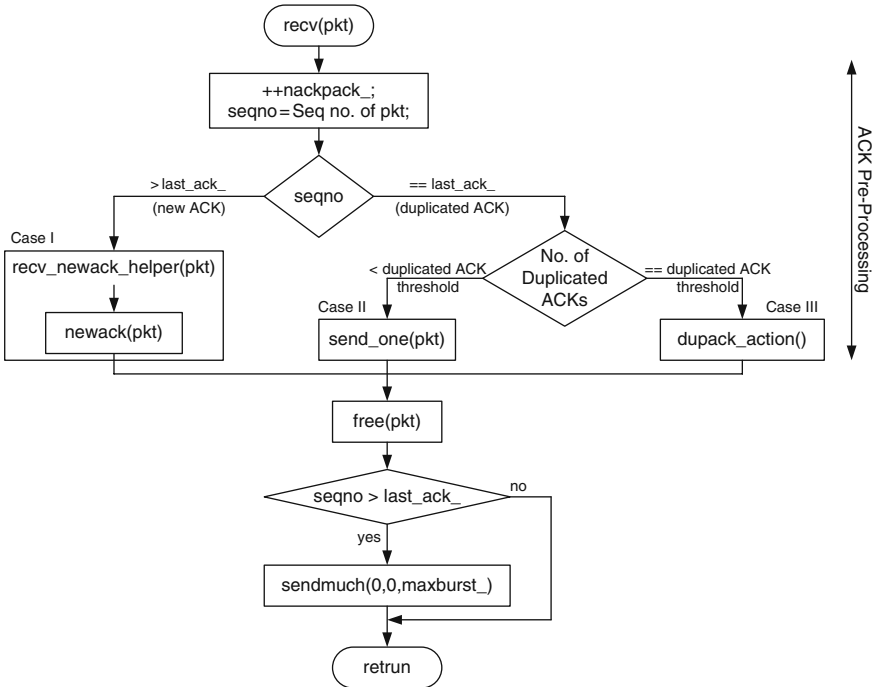 recv(pkt)
++nackpack_;
seqno=Seq no. of pkt;
> last_ack_
(new ACK)
seqno
== last_ack_
(duplicated ACK)
Case I
recv_newack_helper(pkt)
newack(pkt)
No. of
Duplicated
ACKs
< duplicated ACK
threshold
== duplicated ACK
threshold
Case II
send_one(pkt)
Case III
dupack_action()
ACK Pre-Processing
free(pkt)
seqno > last_ack_
no
yes
sendmuch(0,0,maxburst_)
retrun